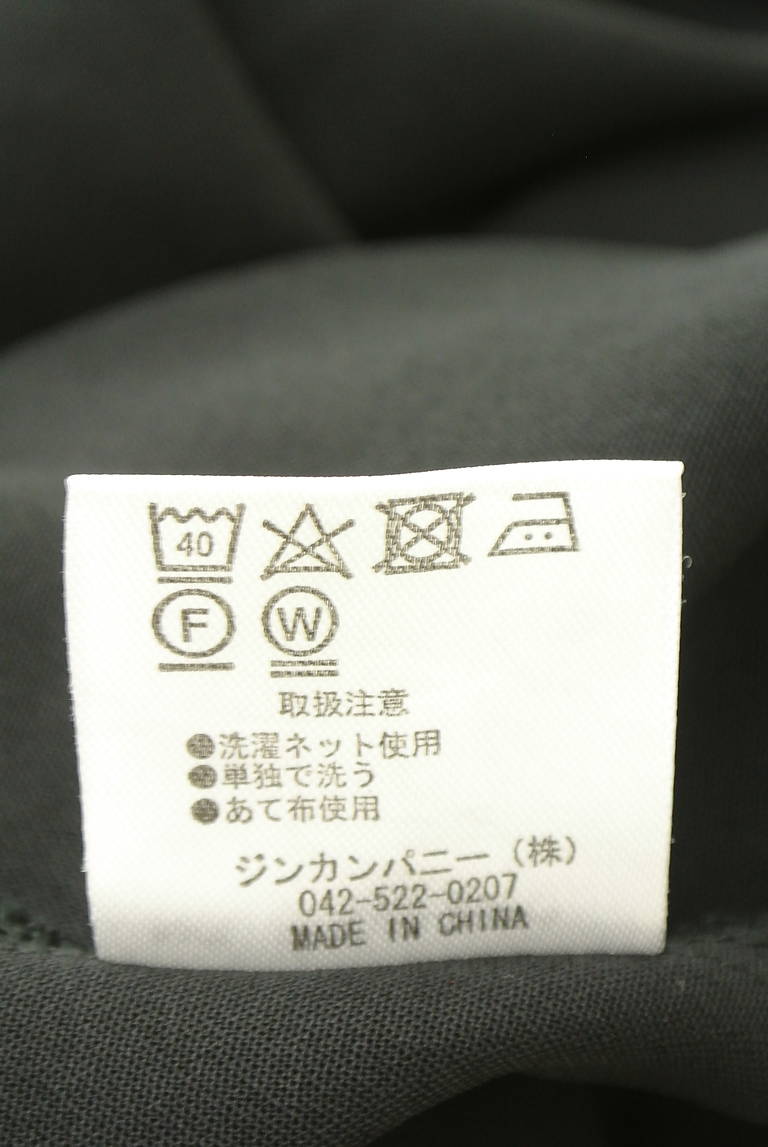 40
F W
取扱注意
●洗濯ネット使用
●単独で洗う
●あて布使用
ジンカンパニー（株）
042-522-0207
MADE IN CHINA